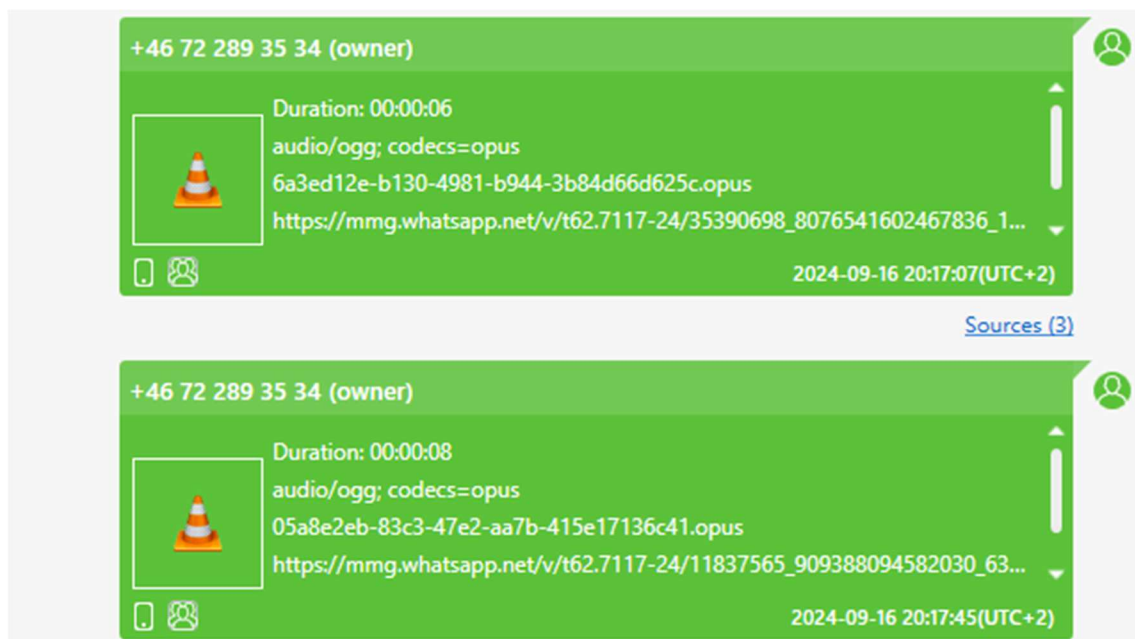 +46 72 289 35 34 (owner)
Duration: 00:00:06
audio/ogg; codecs=opus
6a3ed12e-b130-4981-b944-3b84d66d625c.opus
https://mmg.whatsapp.net/v/t62.7117-24/35390698_8076541602467836_1...
2024-09-16 20:17:07(UTC+2)
Sources (3)
+46 72 289 35 34 (owner)
Duration: 00:00:08
audio/ogg; codecs=opus
05a8e2eb-83c3-47e2-aa7b-415e17136c41.opus
https://mmg.whatsapp.net/v/t62.7117-24/11837565_909388094582030_63...
2024-09-16 20:17:45(UTC+2)